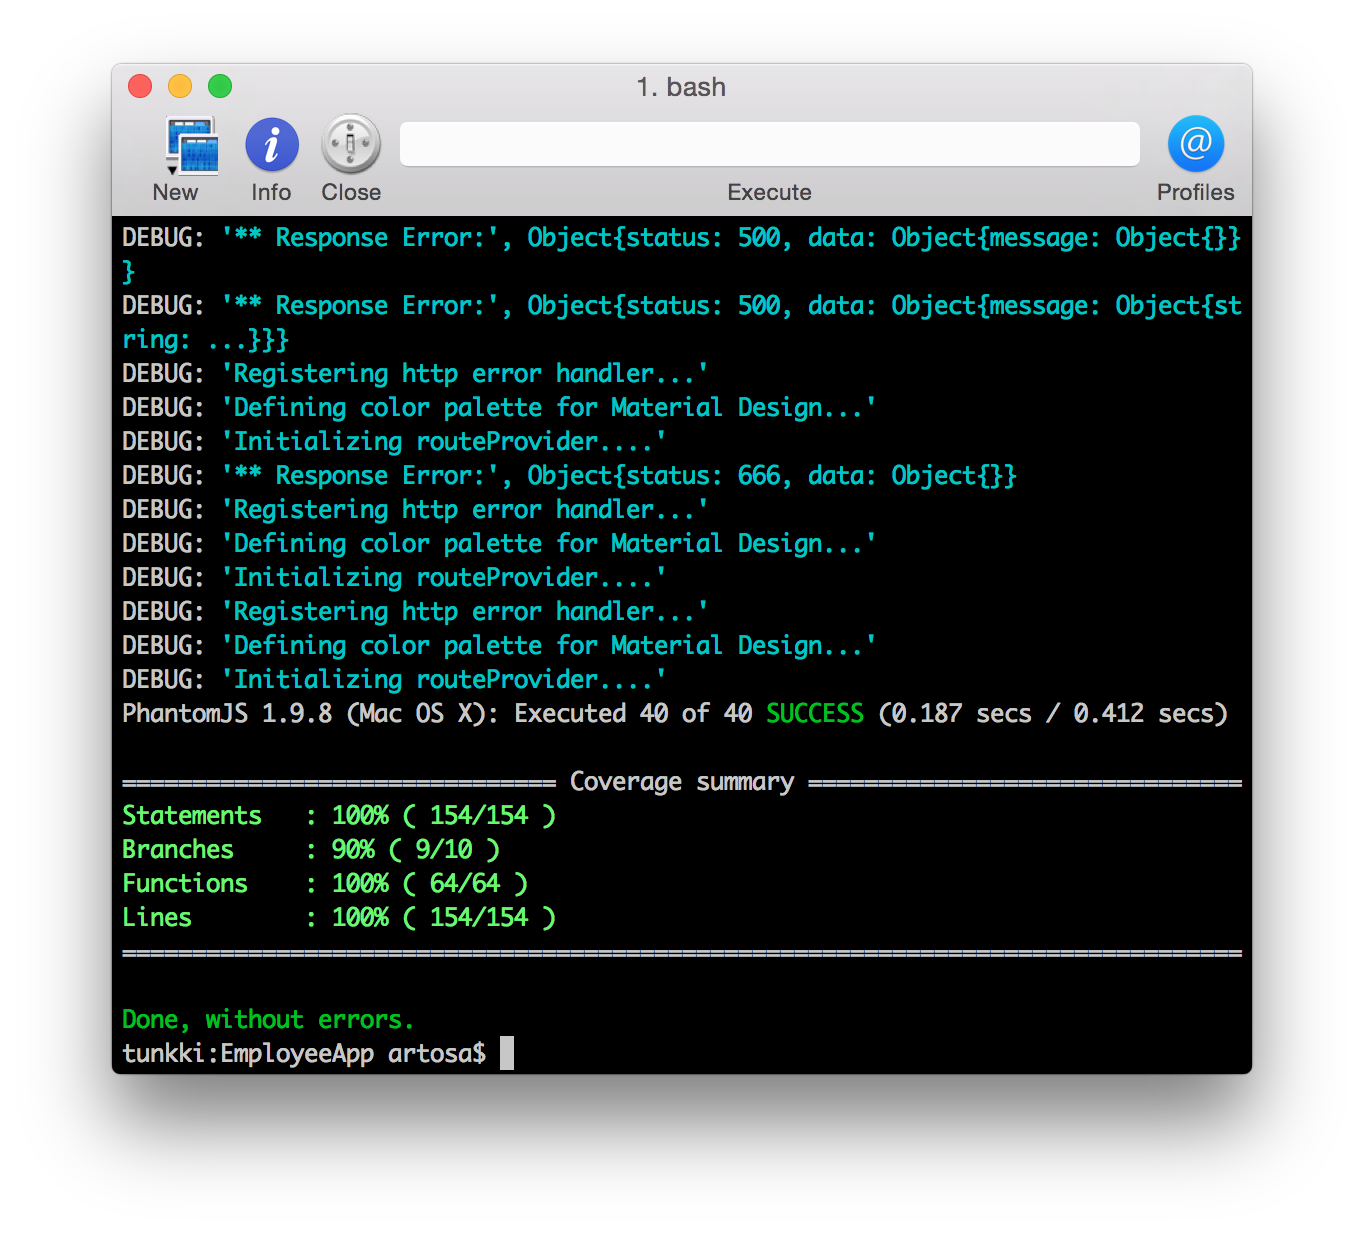 1. bash
New Info Close Execute @ Profiles
DEBUG: '** Response Error:', Object{status: 500, data: Object{message: Object{}}
}
DEBUG: '** Response Error:', Object{status: 500, data: Object{message: Object{st
ring: ...}}}
DEBUG: 'Registering http error handler...'
DEBUG: 'Defining color palette for Material Design...'
DEBUG: 'Initializing routeProvider....'
DEBUG: '** Response Error:', Object{status: 666, data: Object{}}
DEBUG: 'Registering http error handler...'
DEBUG: 'Defining color palette for Material Design...'
DEBUG: 'Initializing routeProvider....'
DEBUG: 'Registering http error handler...'
DEBUG: 'Defining color palette for Material Design...'
DEBUG: 'Initializing routeProvider....'
PhantomJS 1.9.8 (Mac OS X): Executed 40 of 40 SUCCESS (0.187 secs / 0.412 secs)
=============================== Coverage summary ===============================
Statements   : 100% ( 154/154 )
Branches     : 90% ( 9/10 )
Functions    : 100% ( 64/64 )
Lines        : 100% ( 154/154 )
================================================================================
Done, without errors.
tunkki:EmployeeApp artosa$